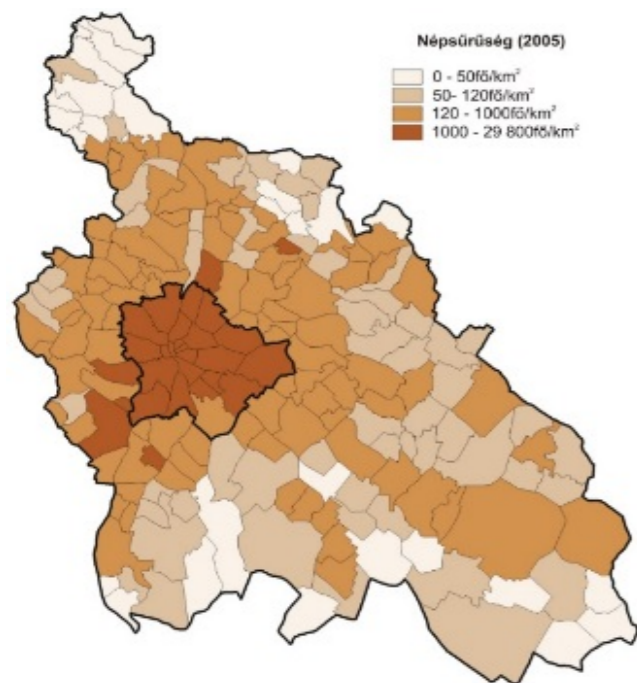 Népsűrűség (2005)
0 - 50fő/km²
50- 120fő/km²
120 - 1000fő/km²
1000 - 29 800fő/km²